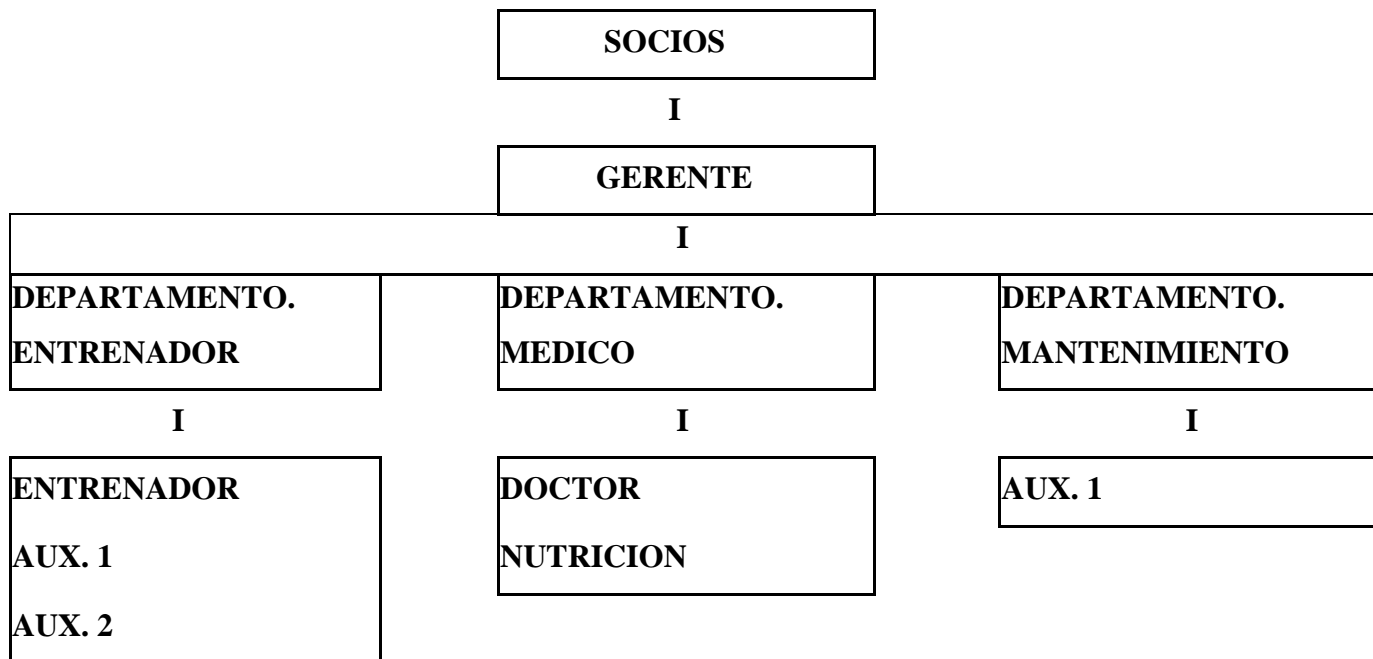 SOCIOS
I
GERENTE
I
DEPARTAMENTO.
ENTRENADOR
DEPARTAMENTO.
MEDICO
DEPARTAMENTO.
MANTENIMIENTO
I
I
I
ENTRENADOR
AUX. 1
AUX. 2
DOCTOR
NUTRICION
AUX. 1